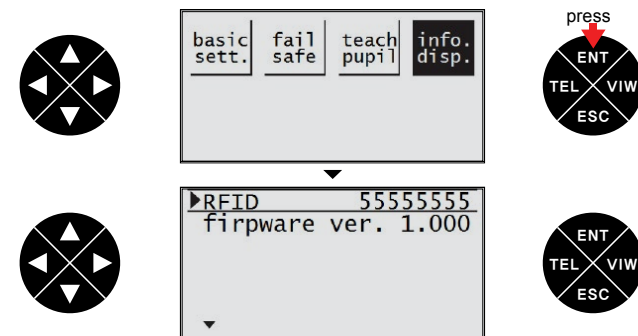 press
basic fail teach info.
sett. safe pupil disp.
ENT
TEL VIW
ESC
RFID 55555555
firpware ver. 1.000
ENT
TEL VIW
ESC